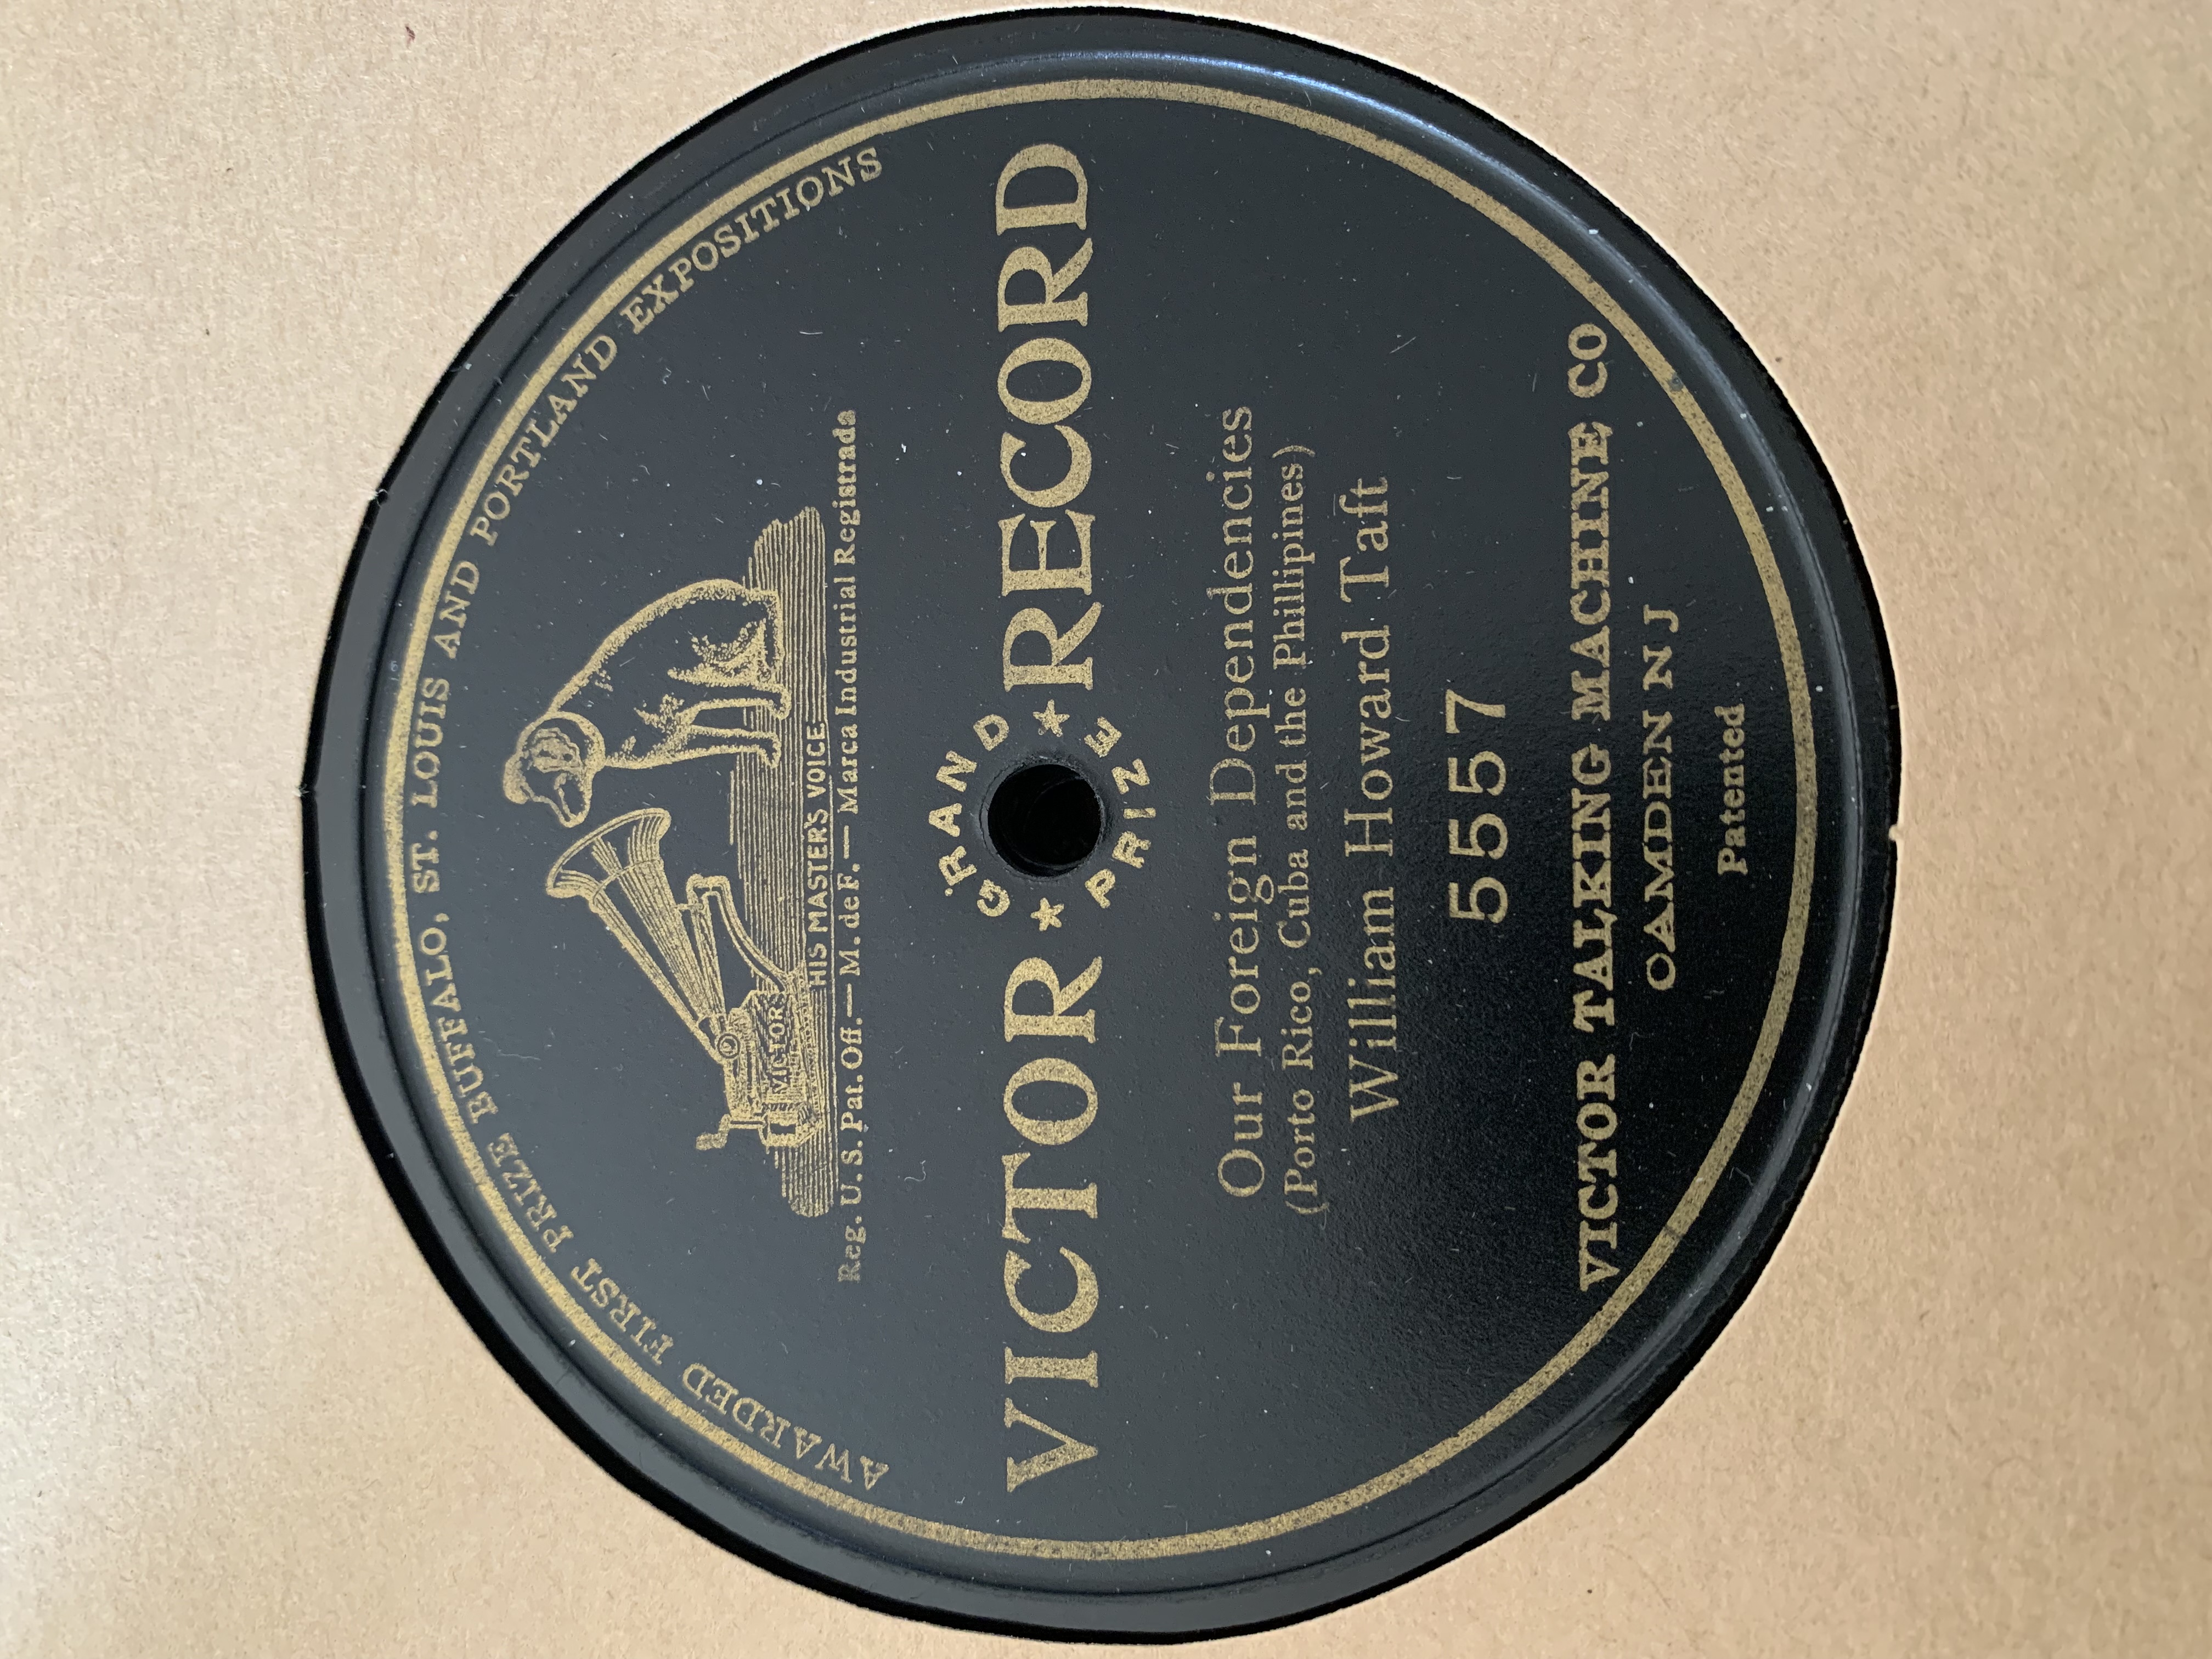 AWARDED FIRST PRIZE BUFFALO, ST. LOUIS AND PORTLAND EXPOSITIONS
VICTOR
HIS MASTER'S VOICE
Reg. U.S. Pat. Off.— M. de F. — Marca Industrial Registrada
VICTOR ★ GRAND PRIZE ★ RECORD
Our Foreign Dependencies
(Porto Rico, Cuba and the Phillipines)
William Howard Taft
5557
VICTOR TALKING MACHINE CO
CAMDEN N J
Patented